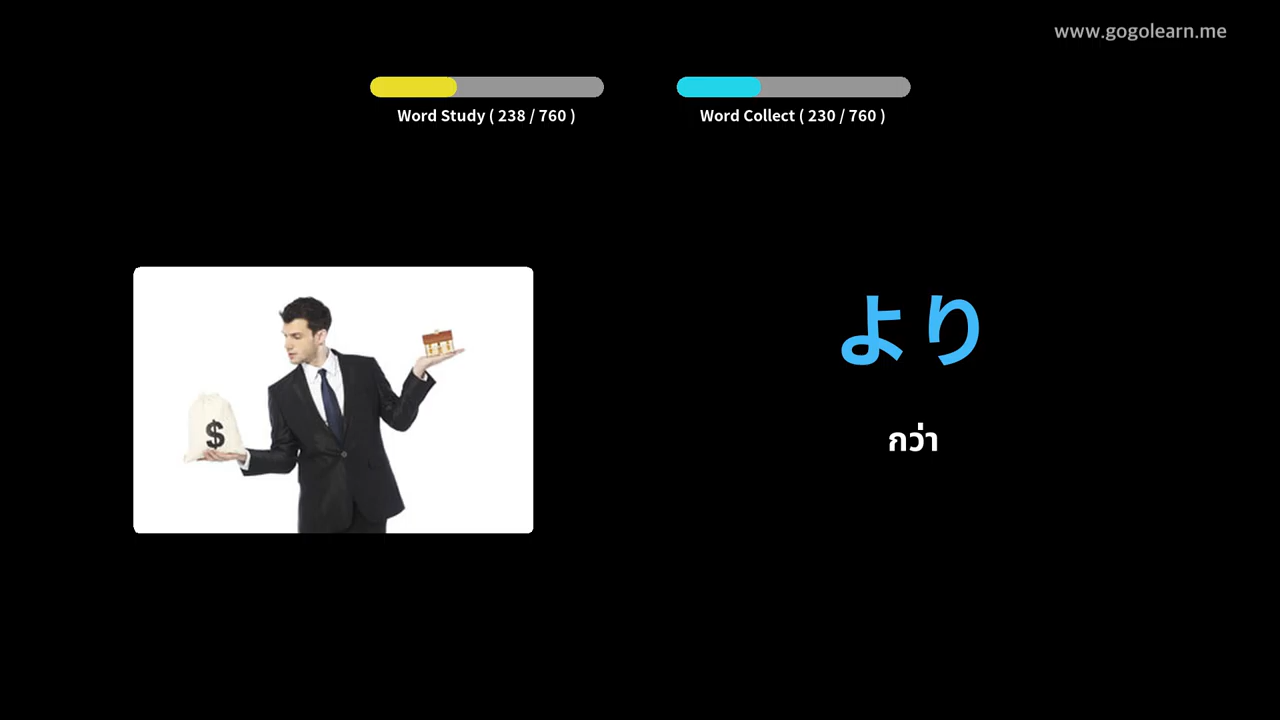 www.gogolearn.me
Word Study ( 238 / 760 )
Word Collect ( 230 / 760 )
より
กว่า
$